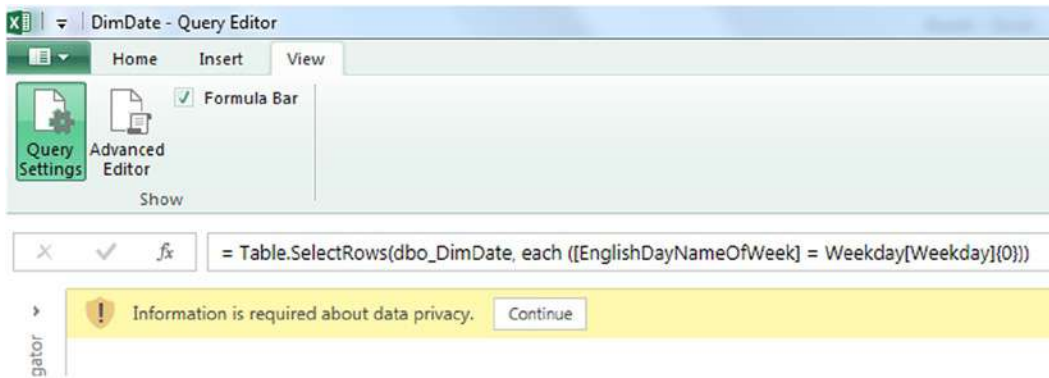 DimDate - Query Editor
Home Insert View
Formula Bar
Query Settings
Advanced Editor
Show
fx = Table.SelectRows(dbo_DimDate, each ([EnglishDayNameOfWeek] = Weekday[Weekday]{0}))
Information is required about data privacy. Continue
gator